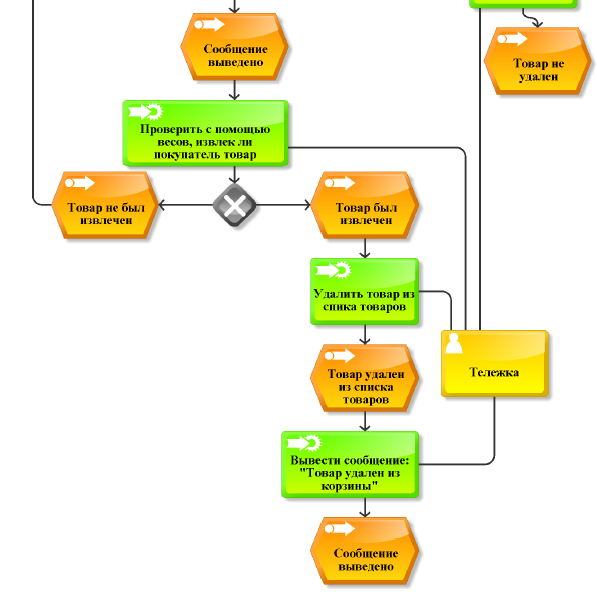 Сообщение
выведено
Товар не
удален
Проверить с помощью
весов, извлек ли
покупатель товар
Товар не был
извлечен
Товар был
извлечен
Удалить товар из
спика товаров
Тележка
Товар удален
из списка
товаров
Вывести сообщение:
"Товар удален из
корзины"
Сообщение
выведено